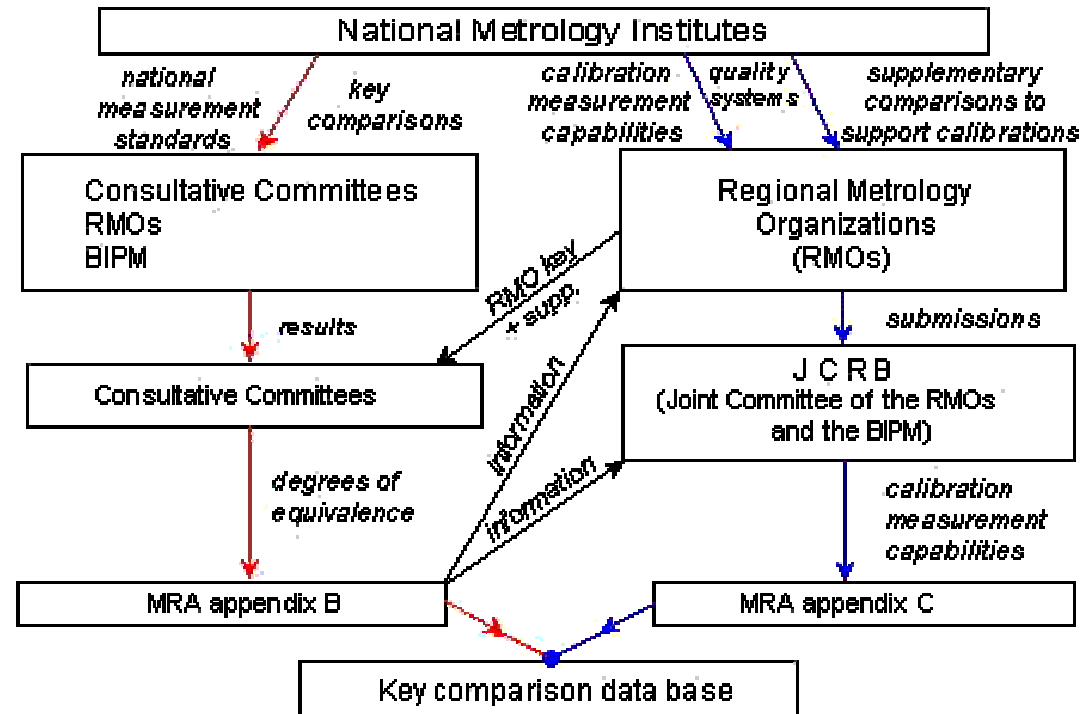 National Metrology Institutes
national
measurement
standards
key
comparisons
calibration
measurement
capabilities
quality
systems
supplementary
comparisons to
support calibrations
Consultative Committees
RMOs
BIPM
Regional Metrology
Organizations
(RMOs)
RMO key
+ supp.
results
submissions
Consultative Committees
J C R B
(Joint Committee of the RMOs
and the BIPM)
information
information
degrees of
equivalence
calibration
measurement
capabilities
MRA appendix B
MRA appendix C
Key comparison data base